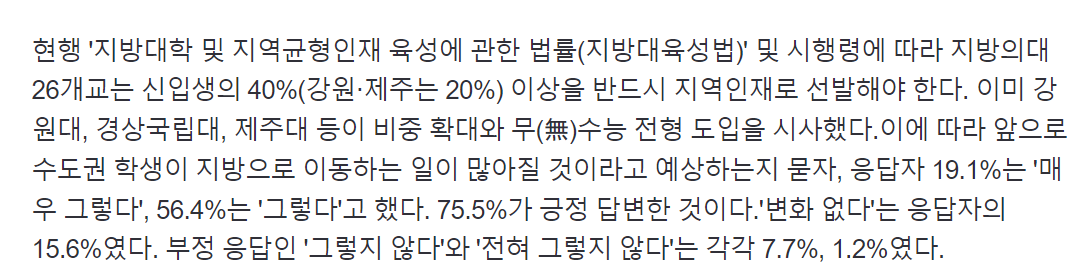 현행 '지방대학 및 지역균형인재 육성에 관한 법률(지방대육성법)' 및 시행령에 따라 지방의대
26개교는 신입생의 40%(강원·제주는 20%) 이상을 반드시 지역인재로 선발해야 한다. 이미 강
원대, 경상국립대, 제주대 등이 비중 확대와 무(無)수능 전형 도입을 시사했다.이에 따라 앞으로
수도권 학생이 지방으로 이동하는 일이 많아질 것이라고 예상하는지 묻자, 응답자 19.1%는 '매
우 그렇다', 56.4%는 '그렇다'고 했다. 75.5%가 긍정 답변한 것이다.'변화 없다'는 응답자의
15.6%였다. 부정 응답인 '그렇지 않다'와 '전혀 그렇지 않다'는 각각 7.7%, 1.2%였다.